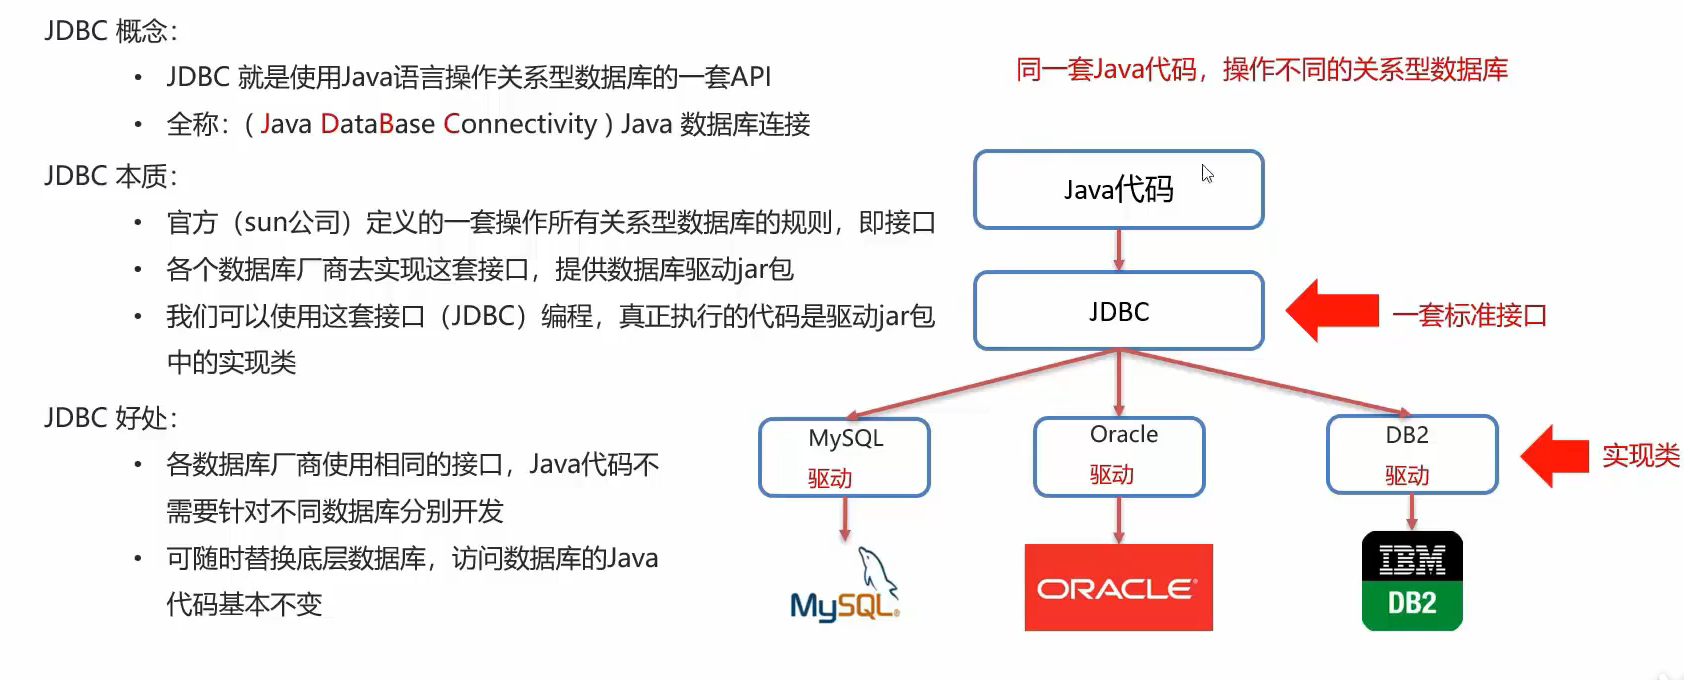 JDBC 概念：
• JDBC 就是使用Java语言操作关系型数据库的一套API
• 全称：( Java DataBase Connectivity ) Java 数据库连接
JDBC 本质：
• 官方（sun公司）定义的一套操作所有关系型数据库的规则，即接口
• 各个数据库厂商去实现这套接口，提供数据库驱动jar包
• 我们可以使用这套接口（JDBC）编程，真正执行的代码是驱动jar包
中的实现类
JDBC 好处：
• 各数据库厂商使用相同的接口，Java代码不
需要针对不同数据库分别开发
• 可随时替换底层数据库，访问数据库的Java
代码基本不变
同一套Java代码，操作不同的关系型数据库
Java代码
JDBC
一套标准接口
MySQL
驱动
Oracle
驱动
DB2
驱动
实现类
MySQL®
ORACLE®
IBM
DB2